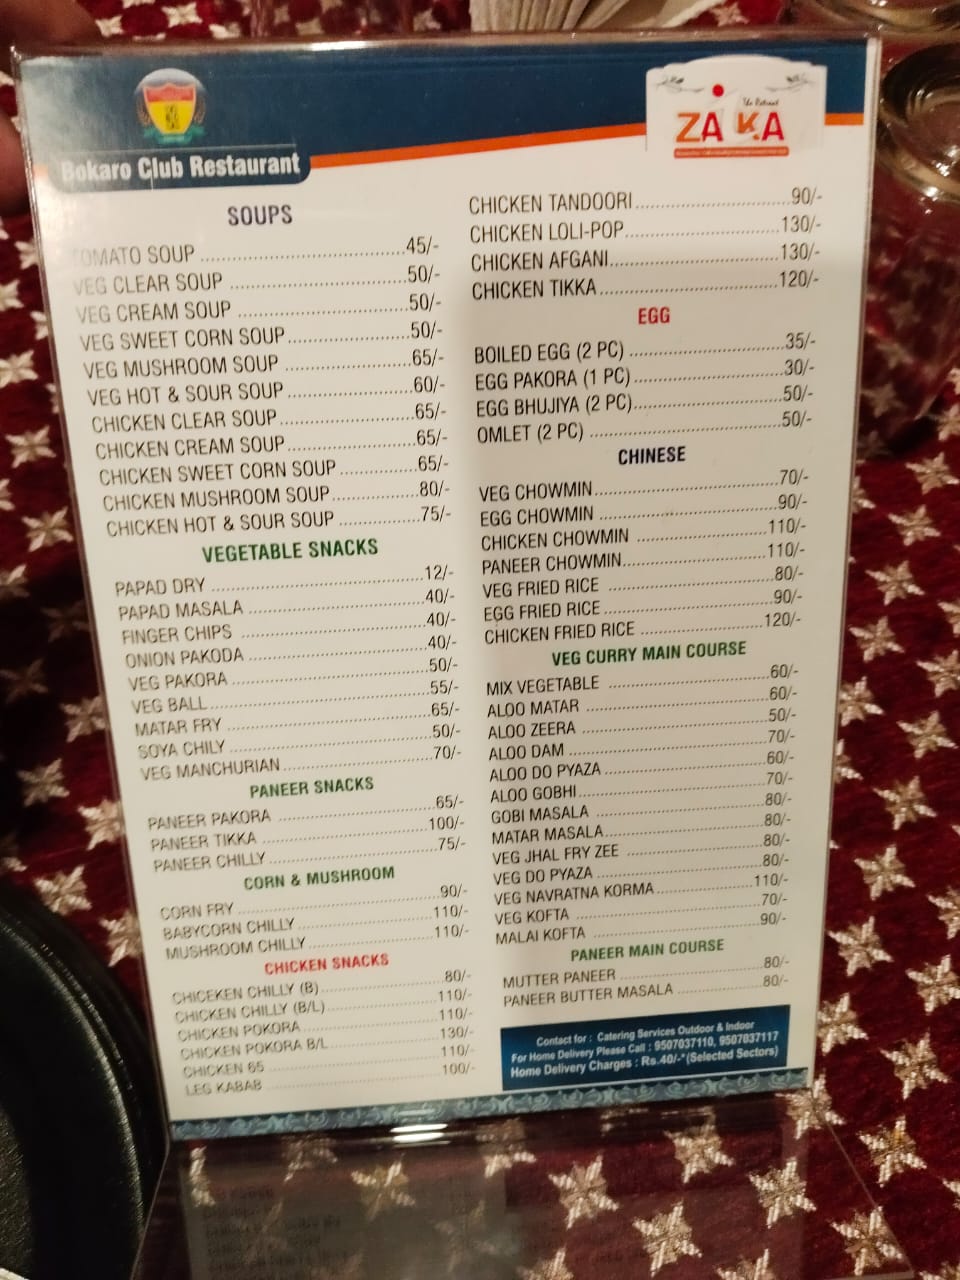 Bokaro Club Restaurant
The Retreat
ZAIKA
SOUPS
TOMATO SOUP ........ 45/-
VEG CLEAR SOUP ........ 50/-
VEG CREAM SOUP ........ 50/-
VEG SWEET CORN SOUP ........ 50/-
VEG MUSHROOM SOUP ........ 65/-
VEG HOT & SOUR SOUP ........ 60/-
CHICKEN CLEAR SOUP ........ 65/-
CHICKEN CREAM SOUP ........ 65/-
CHICKEN SWEET CORN SOUP ........ 65/-
CHICKEN MUSHROOM SOUP ........ 80/-
CHICKEN HOT & SOUR SOUP ........ 75/-
VEGETABLE SNACKS
PAPAD DRY ........ 12/-
PAPAD MASALA ........ 40/-
FINGER CHIPS ........ 40/-
ONION PAKODA ........ 40/-
VEG PAKORA ........ 50/-
VEG BALL ........ 55/-
MATAR FRY ........ 65/-
SOYA CHILY ........ 50/-
VEG MANCHURIAN ........ 70/-
PANEER SNACKS
PANEER PAKORA ........ 65/-
PANEER TIKKA ........ 100/-
PANEER CHILLY ........ 75/-
CORN & MUSHROOM
CORN FRY ........ 90/-
BABYCORN CHILLY ........ 110/-
MUSHROOM CHILLY ........ 110/-
CHICKEN SNACKS
CHICEKEN CHILLY (B) ........ 80/-
CHICKEN CHILLY (B/L) ........ 110/-
CHICKEN POKORA ........ 110/-
CHICKEN POKORA B/L ........ 130/-
CHICKEN 65 ........ 110/-
LEG KABAB ........ 100/-
CHICKEN TANDOORI ........ 90/-
CHICKEN LOLI-POP ........ 130/-
CHICKEN AFGANI ........ 130/-
CHICKEN TIKKA ........ 120/-
EGG
BOILED EGG (2 PC) ........ 35/-
EGG PAKORA (1 PC) ........ 30/-
EGG BHUJIYA (2 PC) ........ 50/-
OMLET (2 PC) ........ 50/-
CHINESE
VEG CHOWMIN ........ 70/-
EGG CHOWMIN ........ 90/-
CHICKEN CHOWMIN ........ 110/-
PANEER CHOWMIN ........ 110/-
VEG FRIED RICE ........ 80/-
EGG FRIED RICE ........ 90/-
CHICKEN FRIED RICE ........ 120/-
VEG CURRY MAIN COURSE
MIX VEGETABLE ........ 60/-
ALOO MATAR ........ 60/-
ALOO ZEERA ........ 50/-
ALOO DAM ........ 70/-
ALOO DO PYAZA ........ 60/-
ALOO GOBHI ........ 70/-
GOBI MASALA ........ 80/-
MATAR MASALA ........ 80/-
VEG JHAL FRY ZEE ........ 80/-
VEG DO PYAZA ........ 80/-
VEG NAVRATNA KORMA ........ 110/-
VEG KOFTA ........ 70/-
MALAI KOFTA ........ 90/-
PANEER MAIN COURSE
MUTTER PANEER ........ 80/-
PANEER BUTTER MASALA ........ 80/-
Contact for : Catering Services Outdoor & Indoor
For Home Delivery Please Call : 9507037110, 9507037117
Home Delivery Charges : Rs.40/-*(Selected Sectors)